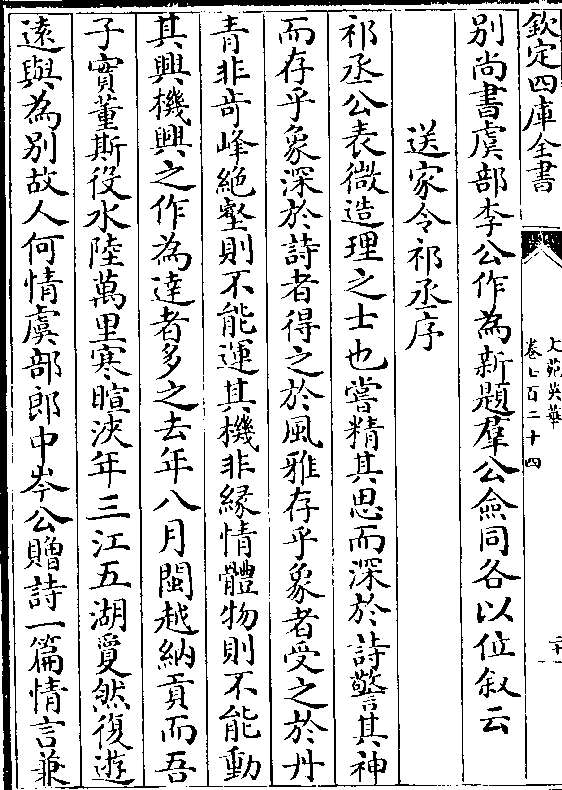 欽定四庫全書
文苑英華
卷七百二十四
二十一
别尚書虞部李公作為新題羣公僉同各以位叙云
送家令祁丞序
祁丞公表微造理之士也嘗精其思而深於詩警其神
而存乎象深於詩者得之於風雅存乎象者受之於丹
青非奇峰絶壑則不能運其機非緣情體物則不能動
其興機興之作為達者多之去年八月閩越納貢而吾
子實董斯役水陸萬里寒暄浹年三江五湖敻然復遊
逺與為别故人何情虞部郎中岑公贈詩一篇情言兼